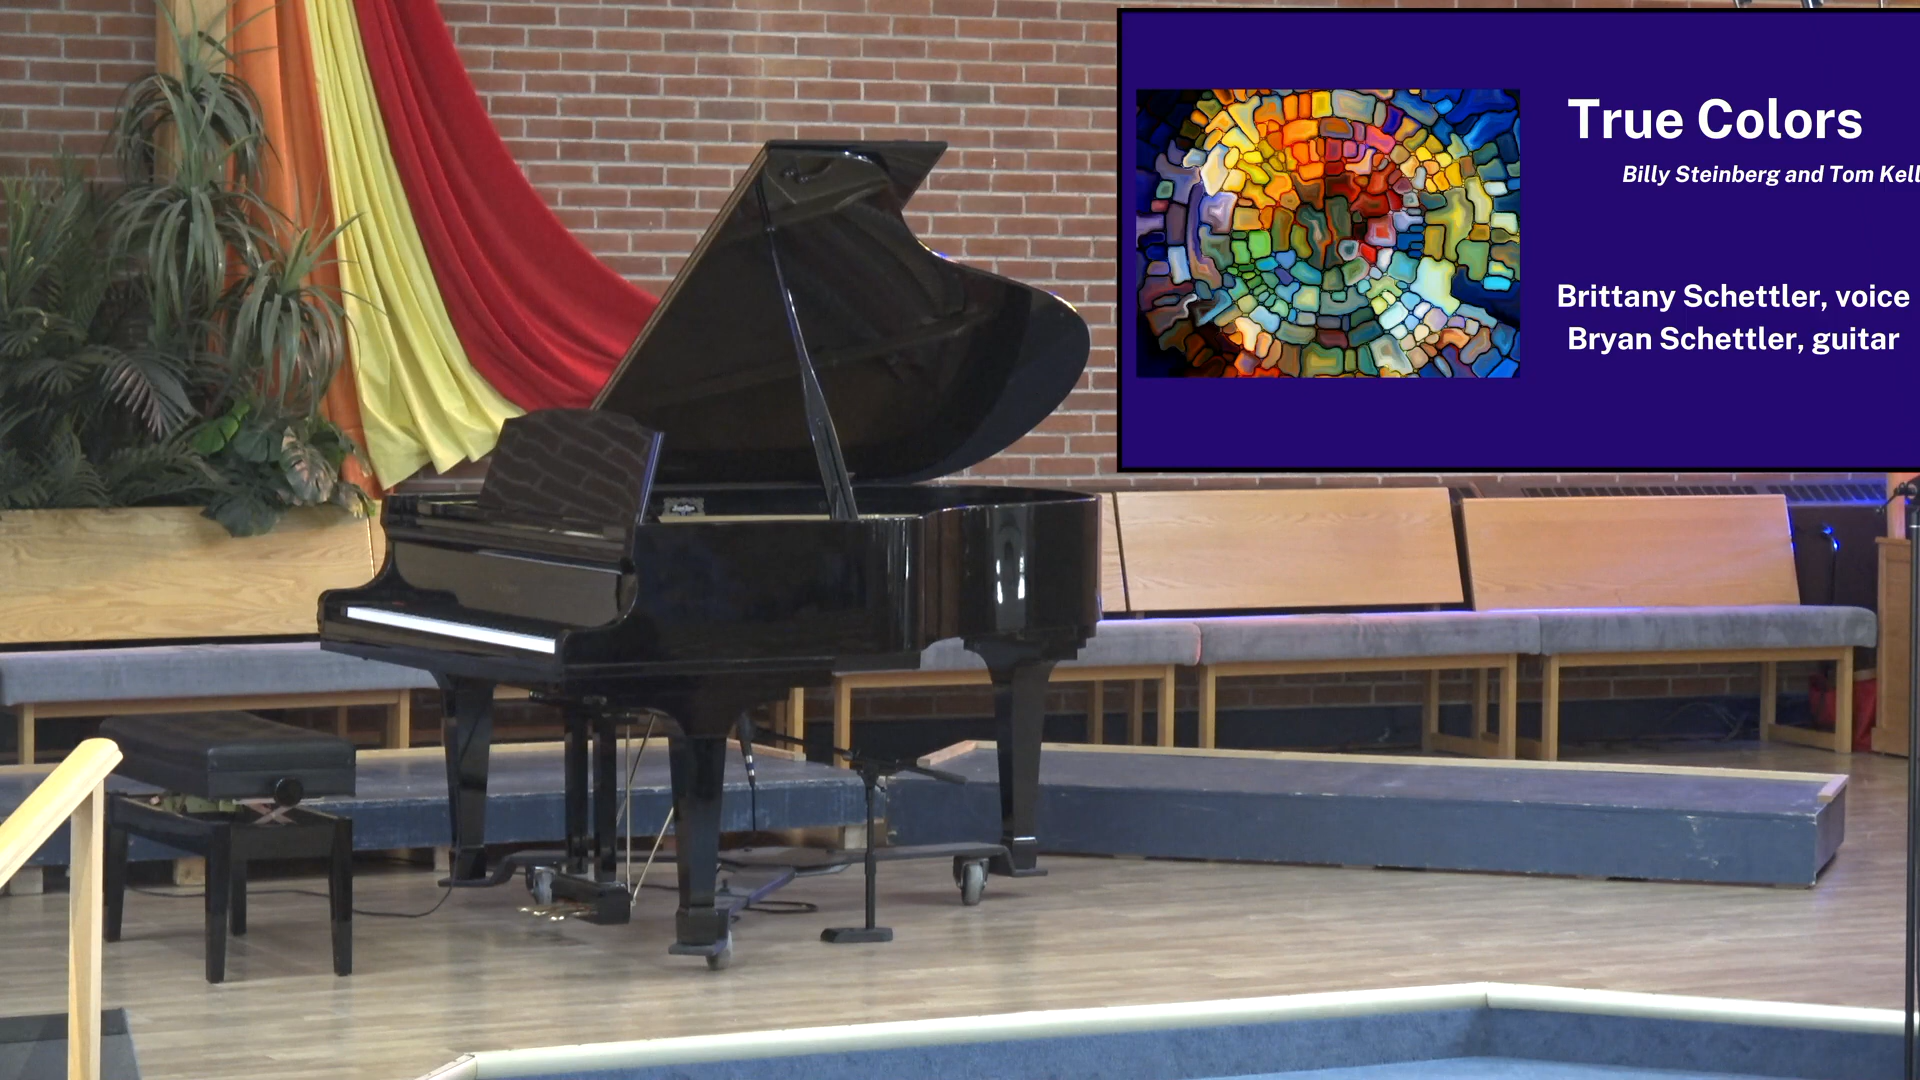 True Colors
Billy Steinberg and Tom Kell
Brittany Schettler, voice
Bryan Schettler, guitar